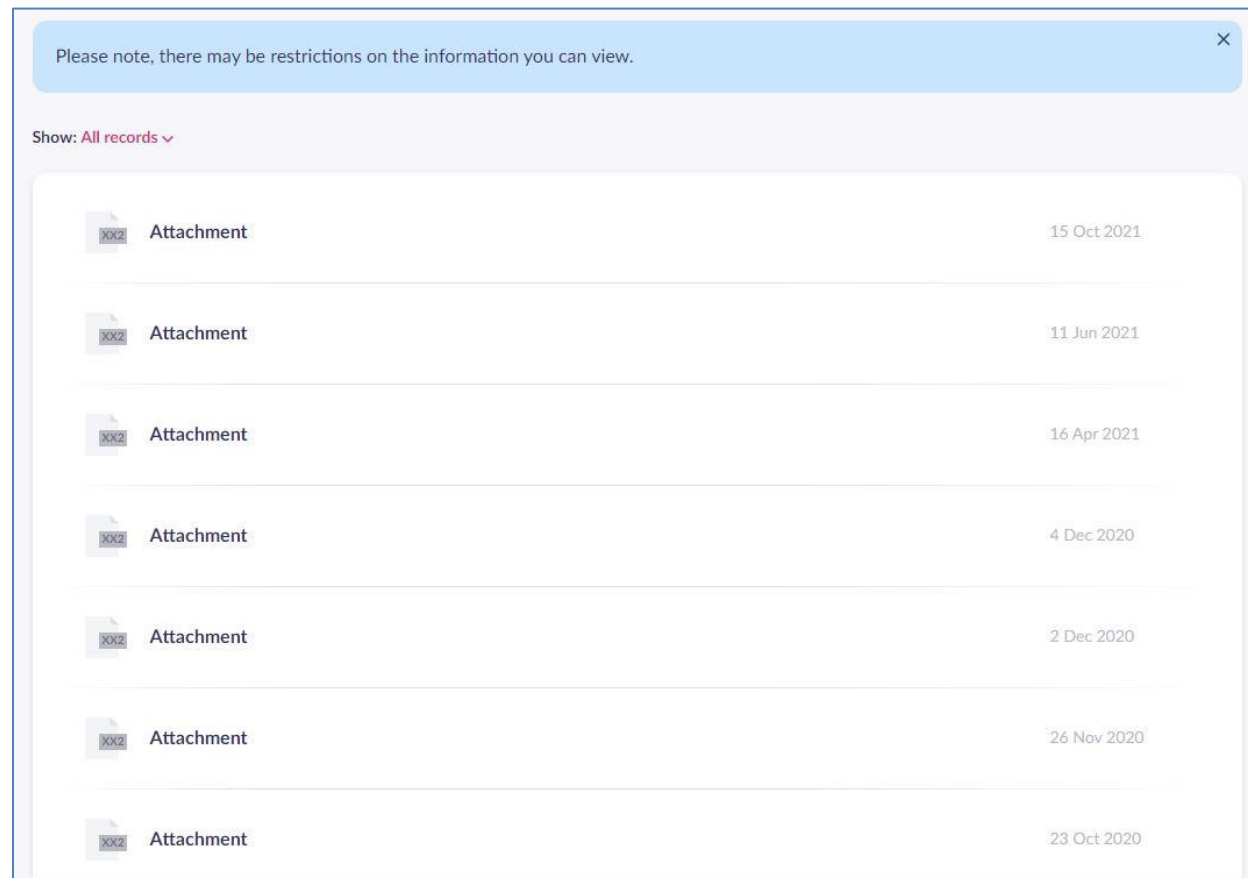 Please note, there may be restrictions on the information you can view.
Show: All records
XX2 Attachment 15 Oct 2021
XX2 Attachment 11 Jun 2021
XX2 Attachment 16 Apr 2021
XX2 Attachment 4 Dec 2020
XX2 Attachment 2 Dec 2020
XX2 Attachment 26 Nov 2020
XX2 Attachment 23 Oct 2020